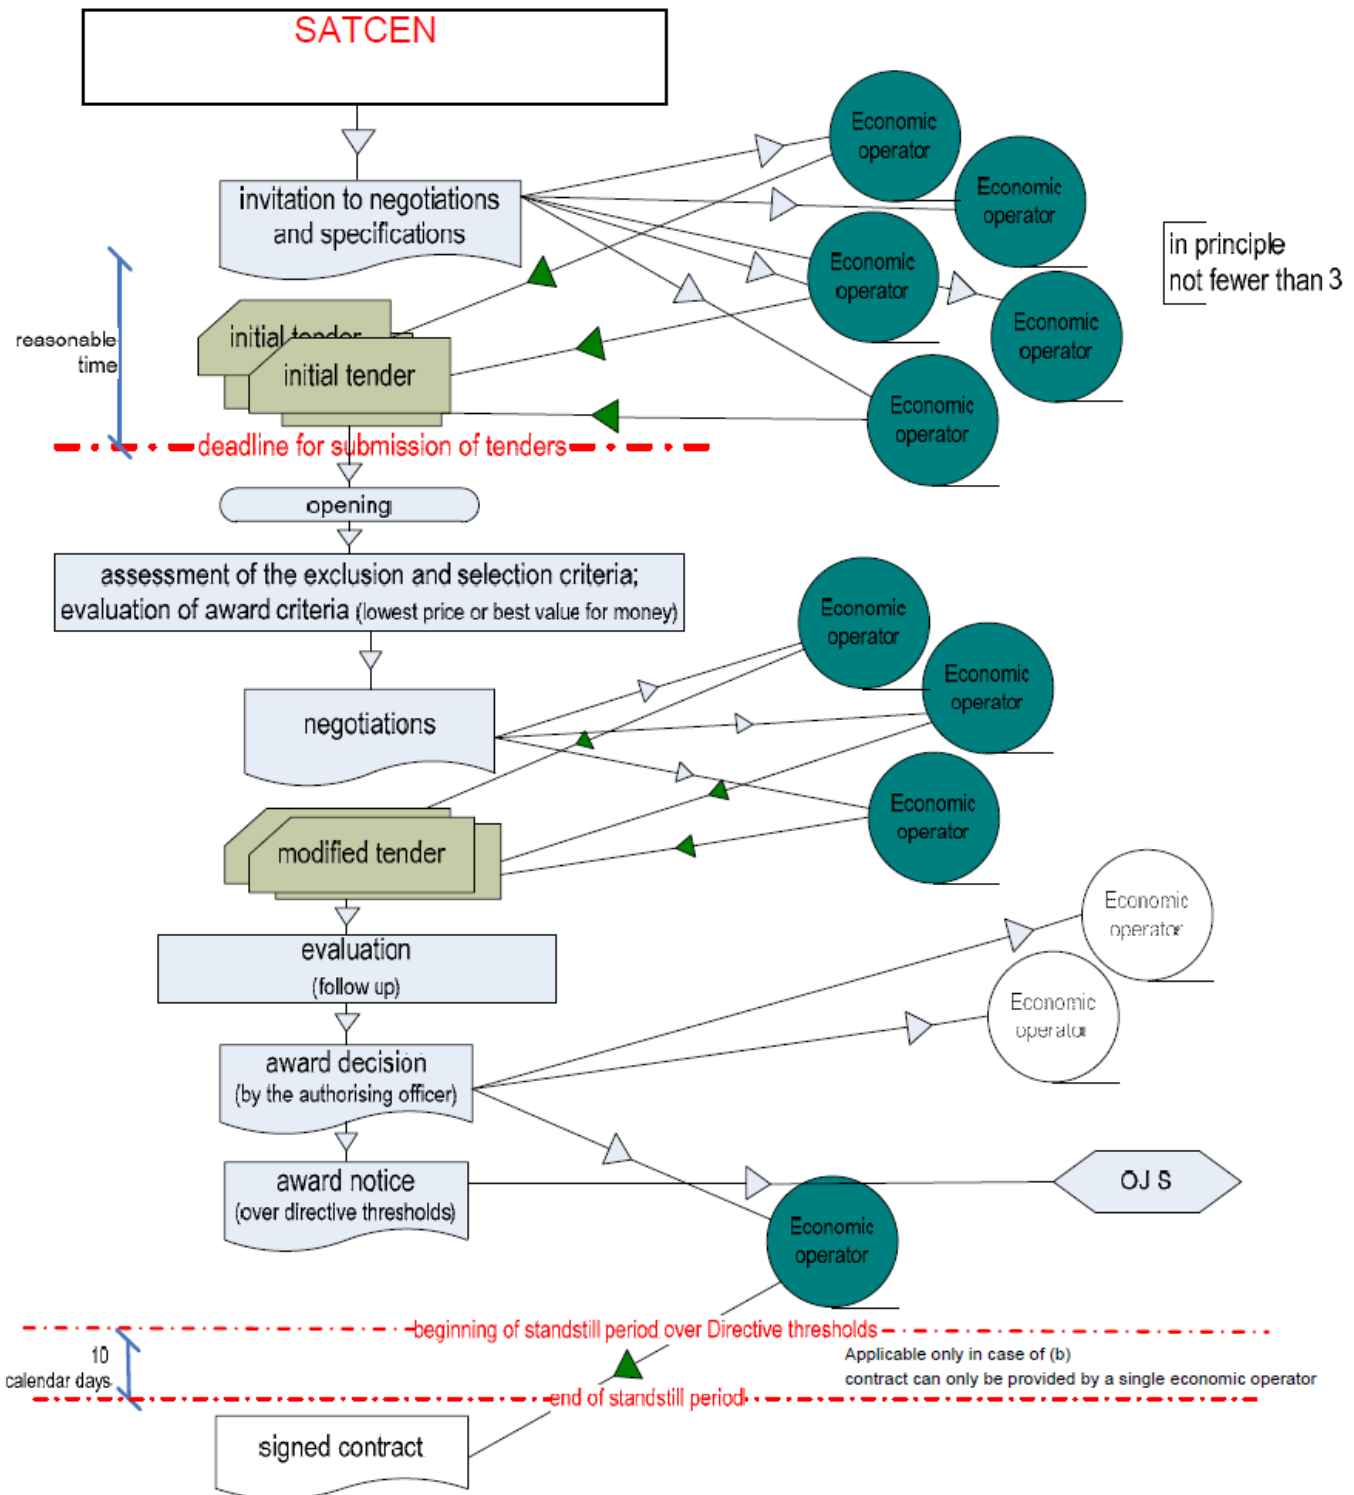 SATCEN
Economic
operator
invitation to negotiations
and specifications
Economic
operator
in principle
not fewer than 3
Economic
operator
Economic
operator
reasonable
time
initial tender
initial tender
Economic
operator
deadline for submission of tenders
opening
assessment of the exclusion and selection criteria;
evaluation of award criteria (lowest price or best value for money)
Economic
operator
Economic
operator
negotiations
Economic
operator
modified tender
Economic
operator
evaluation
(follow up)
Economic
operator
award decision
(by the authorising officer)
award notice
(over directive thresholds)
OJ S
Economic
operator
beginning of standstill period over Directive thresholds
10
calendar days
Applicable only in case of (b)
contract can only be provided by a single economic operator
end of standstill period
signed contract